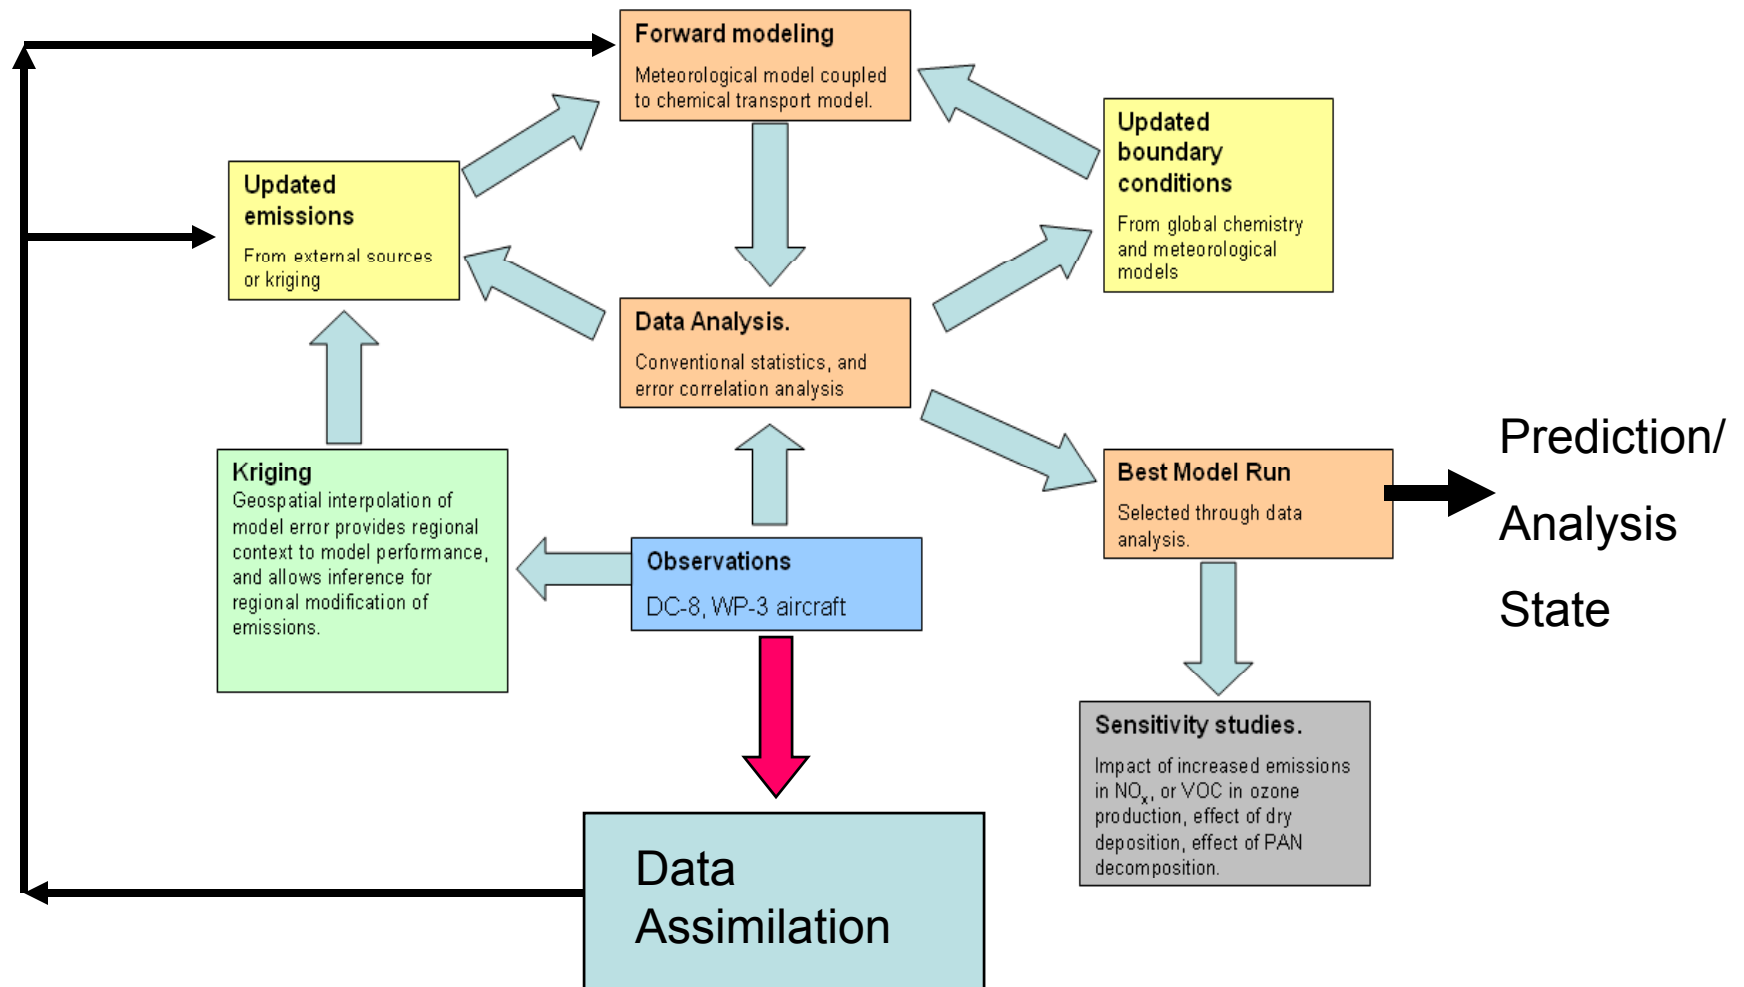 Forward modeling
Meteorological model coupled
to chemical transport model.
Updated
boundary
conditions
From global chemistry
and meteorological
models
Updated
emissions
From external sources
or kriging
Data Analysis.
Conventional statistics, and
error correlation analysis
Kriging
Geospatial interpolation of
model error provides regional
context to model performance,
and allows inference for
regional modification of
emissions.
Observations
DC-8, WP-3 aircraft
Best Model Run
Selected through data
analysis.
Prediction/
Analysis
State
Sensitivity studies.
Impact of increased emissions
in NOx, or VOC in ozone
production, effect of dry
deposition, effect of PAN
decomposition.
Data
Assimilation